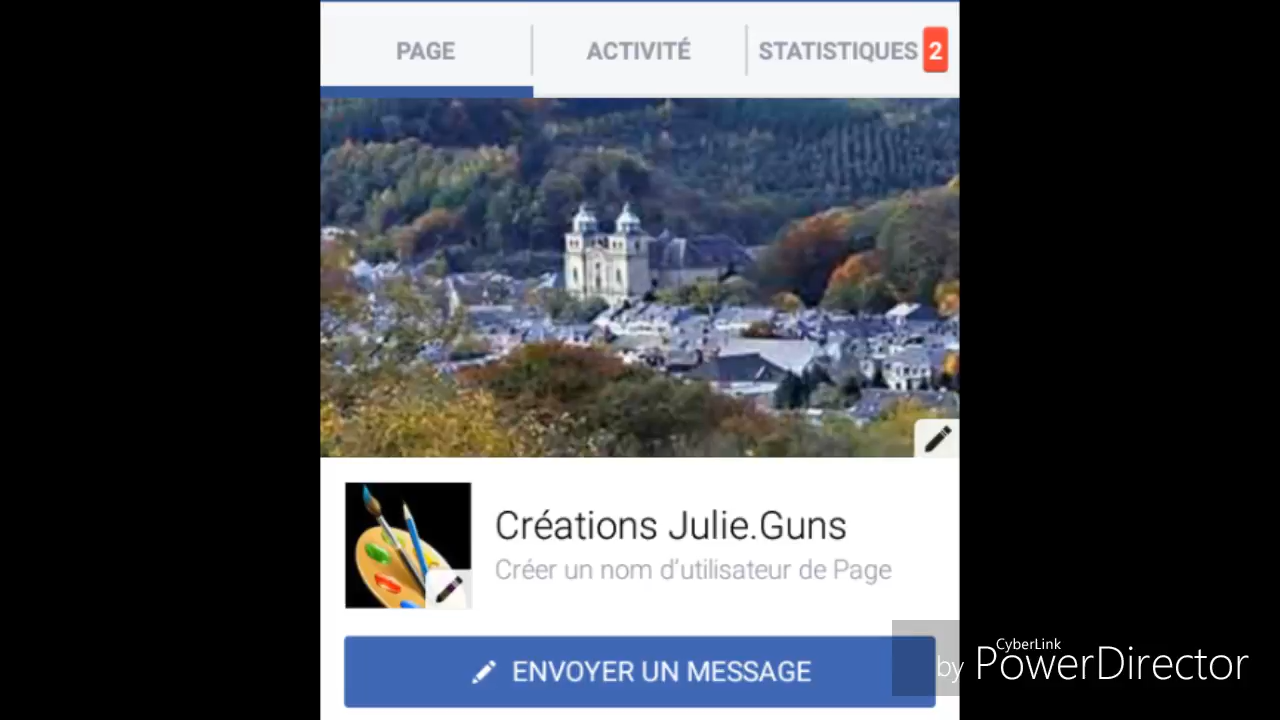 PAGE
ACTIVITÉ
STATISTIQUES 2
Créations Julie.Guns
Créer un nom d'utilisateur de Page
ENVOYER UN MESSAGE
CyberLink
by PowerDirector